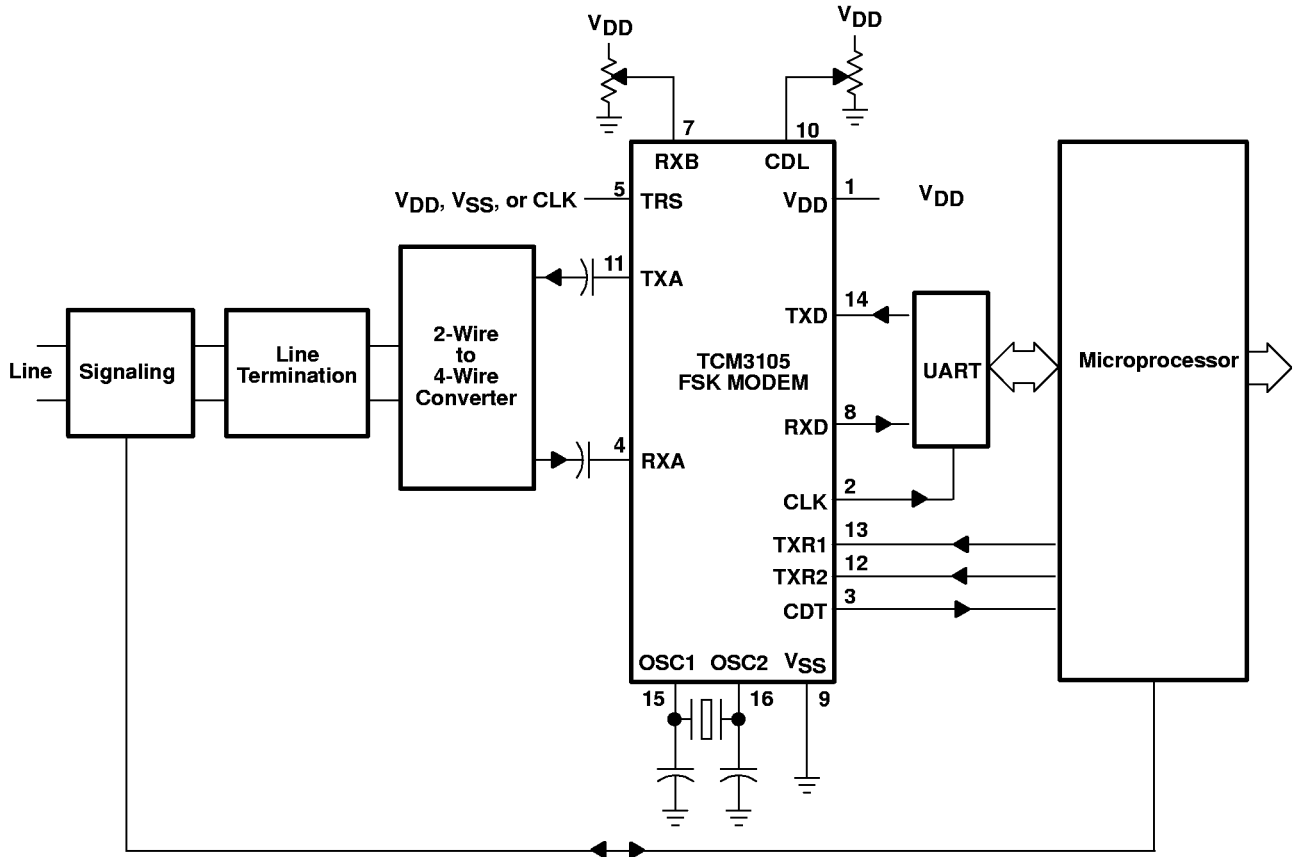 VDD
VDD
7
10
RXB
CDL
VDD, VSS, or CLK
5
TRS
VDD
1
VDD
11
TXA
TXD
14
Line
Signaling
Line
Termination
2-Wire
to
4-Wire
Converter
TCM3105
FSK MODEM
UART
Microprocessor
RXD
8
4
RXA
CLK
2
TXR1
13
TXR2
12
CDT
3
OSC1
OSC2
VSS
15
16
9